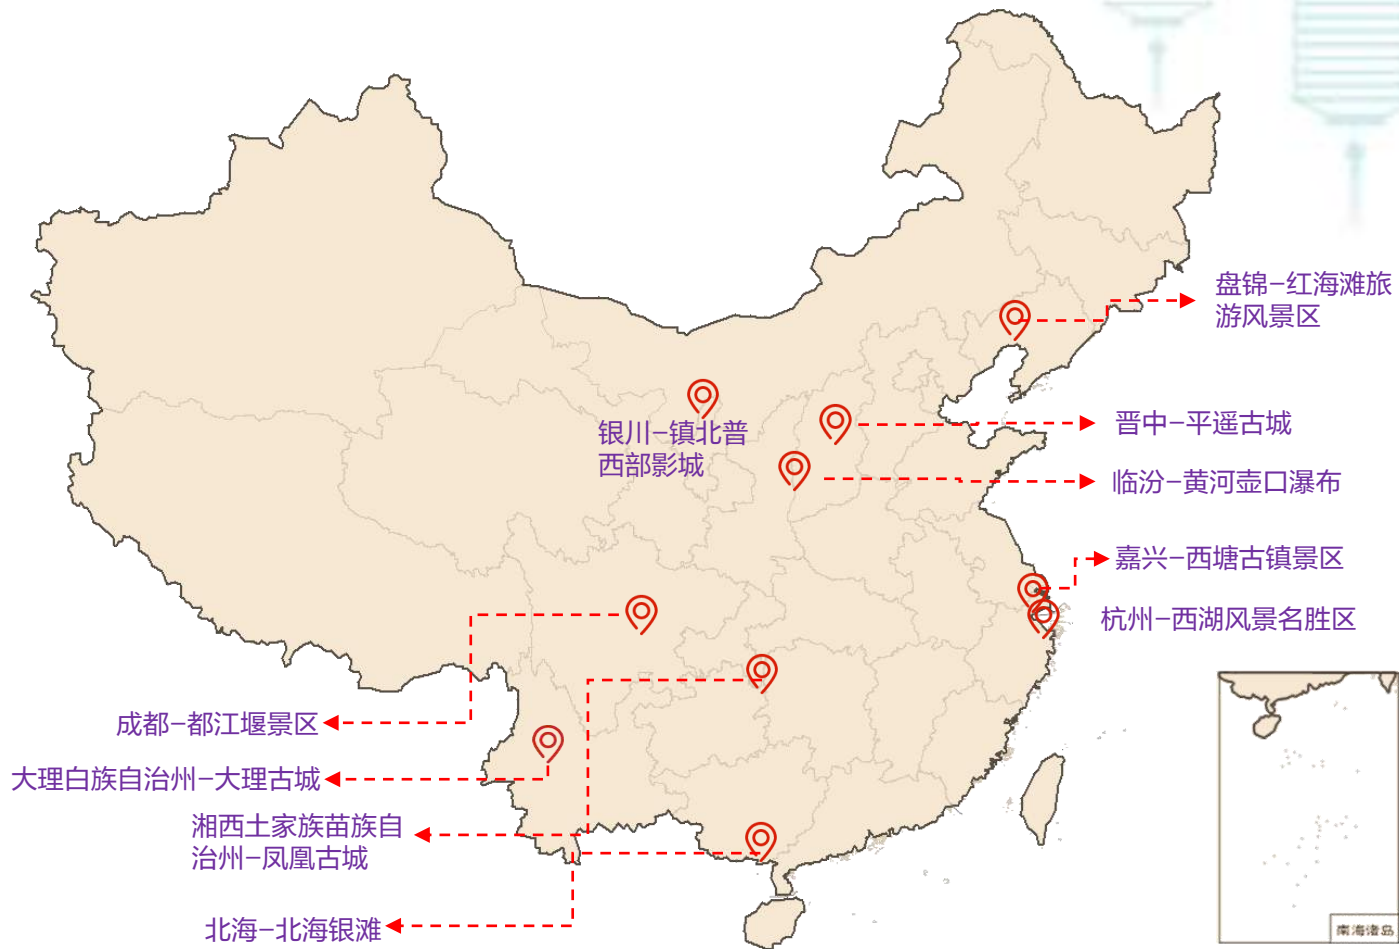 盘锦–红海滩旅
游风景区
银川–镇北普
西部影城
晋中–平遥古城
临汾–黄河壶口瀑布
嘉兴–西塘古镇景区
杭州–西湖风景名胜区
成都–都江堰景区
大理白族自治州–大理古城
湘西土家族苗族自
治州–凤凰古城
北海–北海银滩
南海诸岛